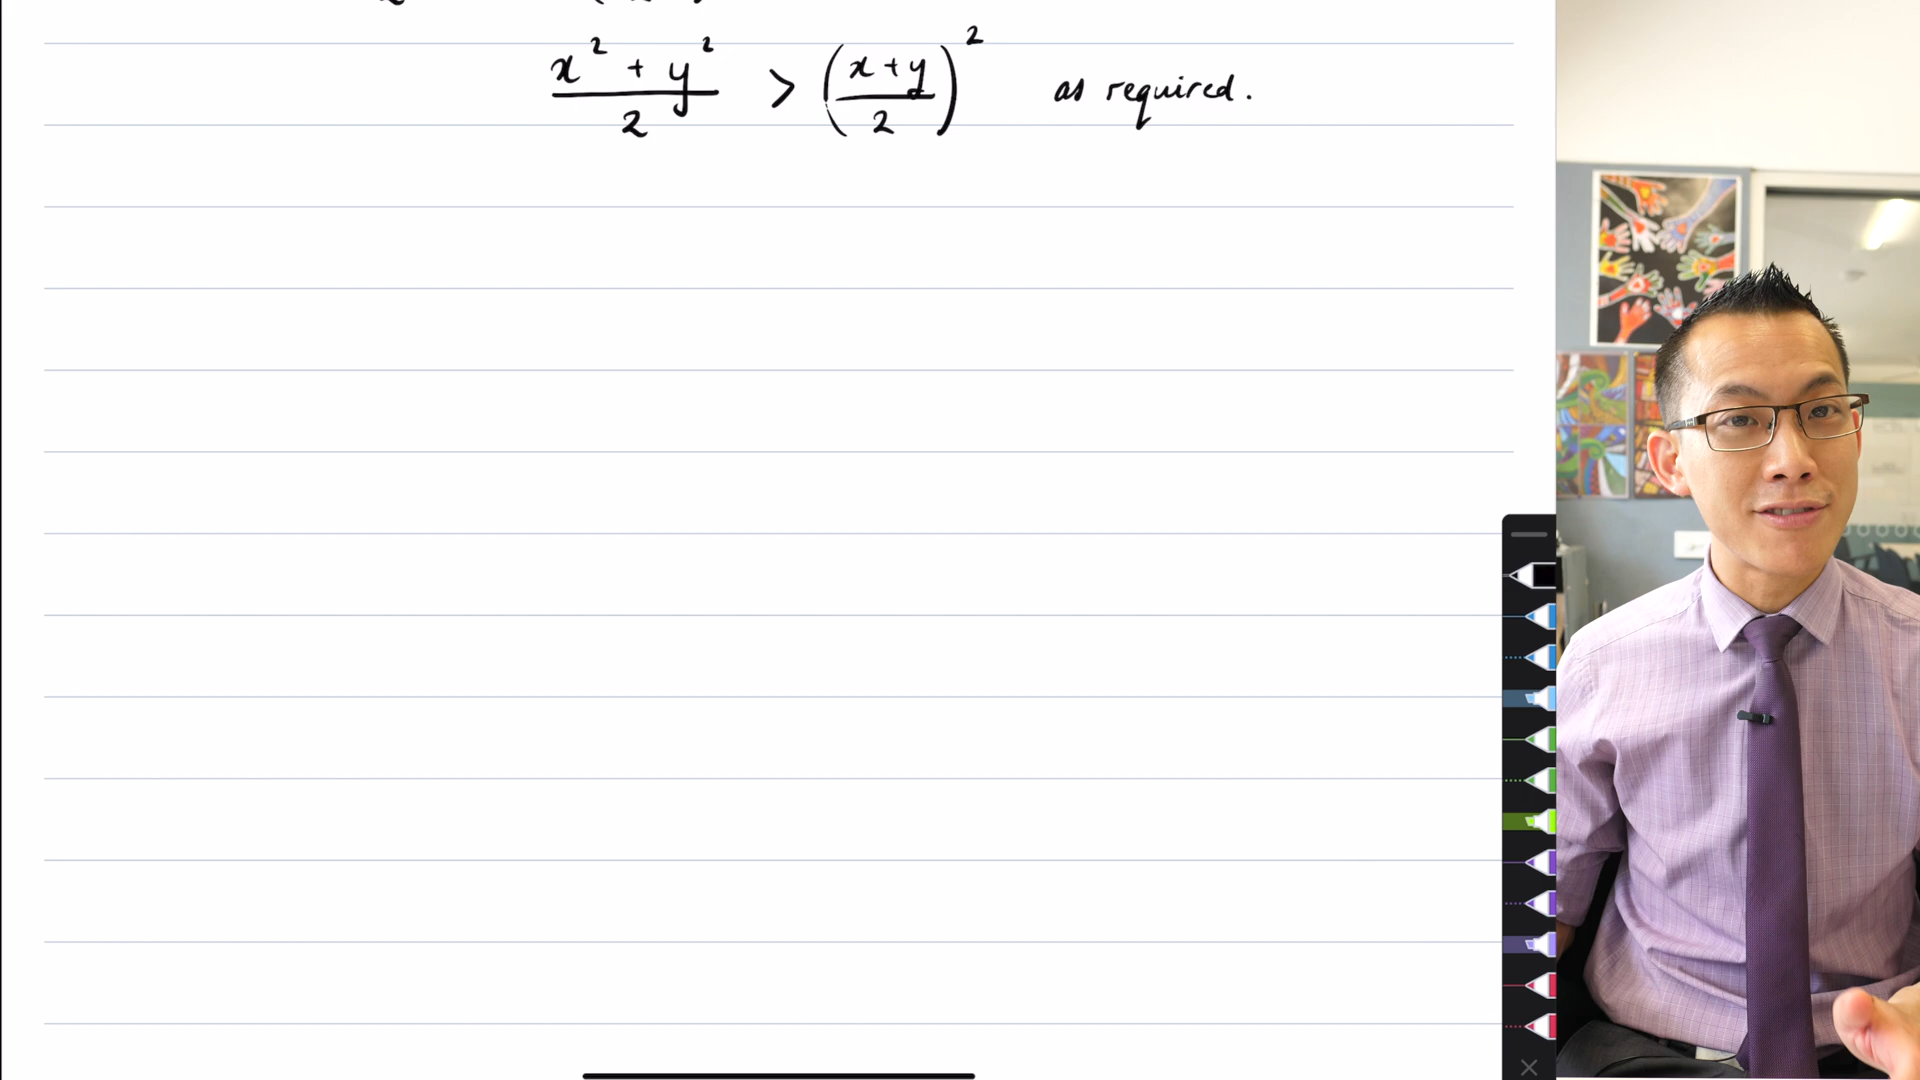 x² + y² / 2 > (x + y / 2)² as required.